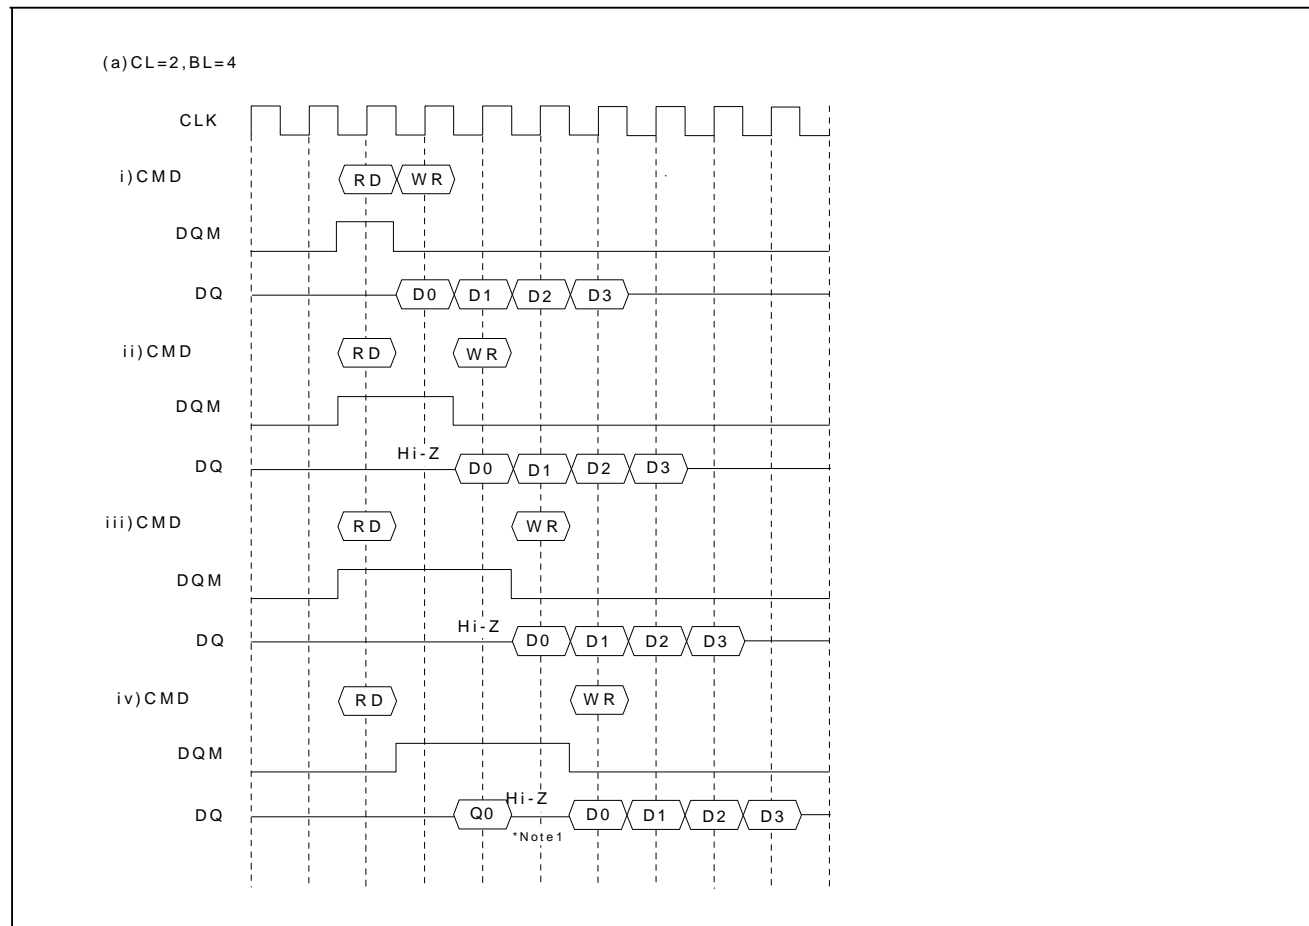 (a)CL=2,BL=4
CLK
i)CMD RD WR
DQM
DQ D0 D1 D2 D3
ii)CMD RD WR
DQM
Hi-Z
DQ D0 D1 D2 D3
iii)CMD RD WR
DQM
Hi-Z
DQ D0 D1 D2 D3
iv)CMD RD WR
DQM
Hi-Z
DQ Q0 D0 D1 D2 D3
*Note1